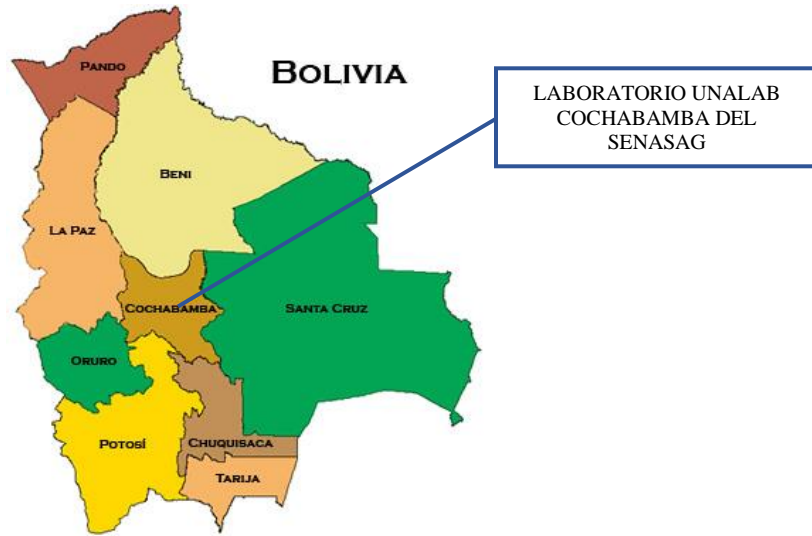 PANDO
BOLIVIA
LABORATORIO UNALAB
COCHABAMBA DEL
SENASAG
BENI
LA PAZ
COCHABAMBA
SANTA CRUZ
ORURO
POTOSÍ
CHUQUISACA
TARIJA